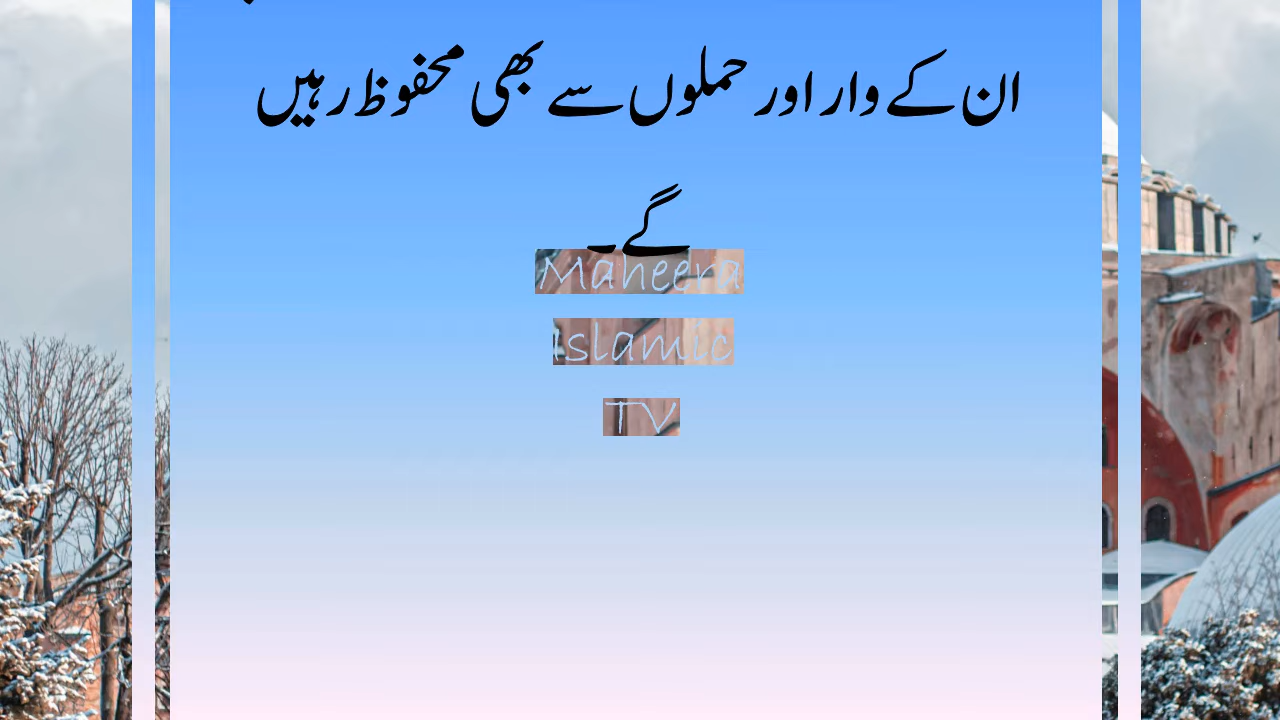 ان کے وار اور حملوں سے بھی محفوظ رہیں
گے۔
Maheera
Islamic
TV